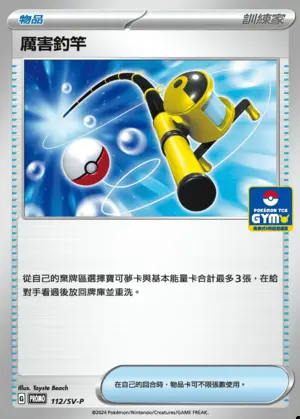 物品
訓練家
厲害釣竿
POKÉMON TCG
GYM
從自己的棄牌區選擇寶可夢卡與基本能量卡合計最多3張,在給
對手看過後放回牌庫並重洗。
Illus. Toyste Beach
G PROMO 112/SV-P
在自己的回合時,物品卡可不限張數使用。
©2024 Pokémon/Nintendo/Creatures/GAME FREAK.